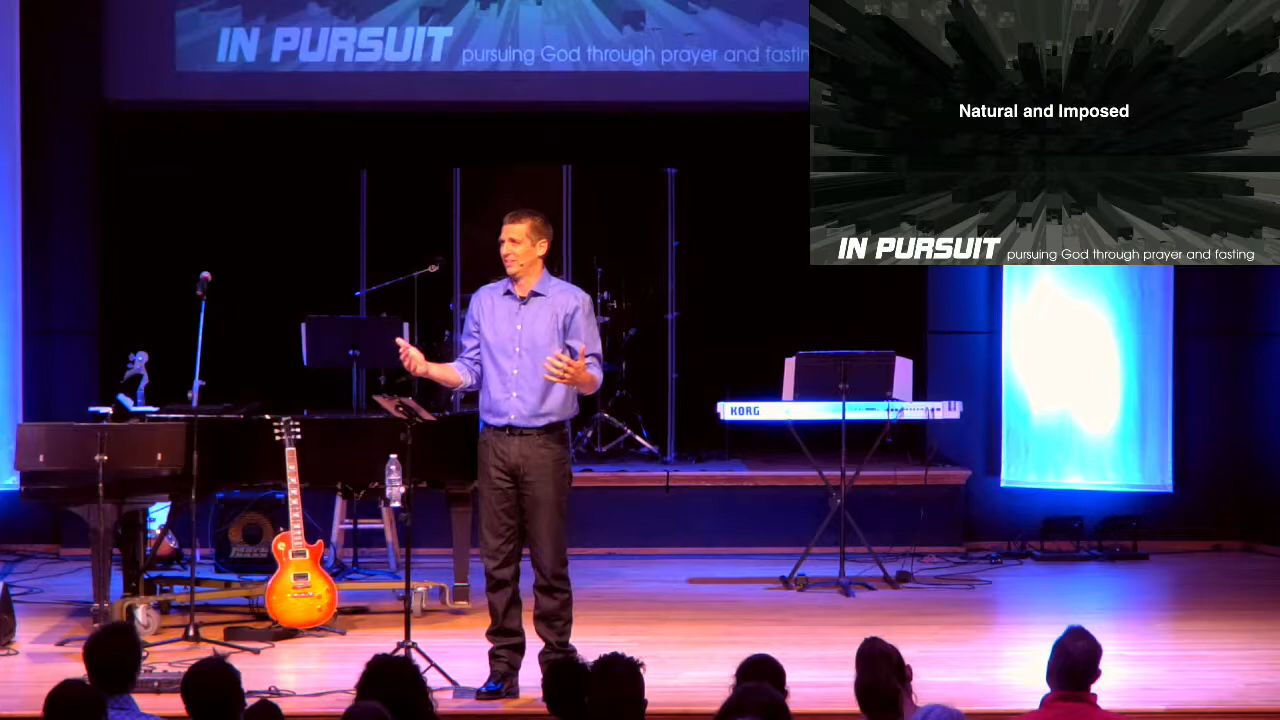 IN PURSUIT pursuing God through prayer and fastin
Natural and Imposed
IN PURSUIT pursuing God through prayer and fasting
KORG